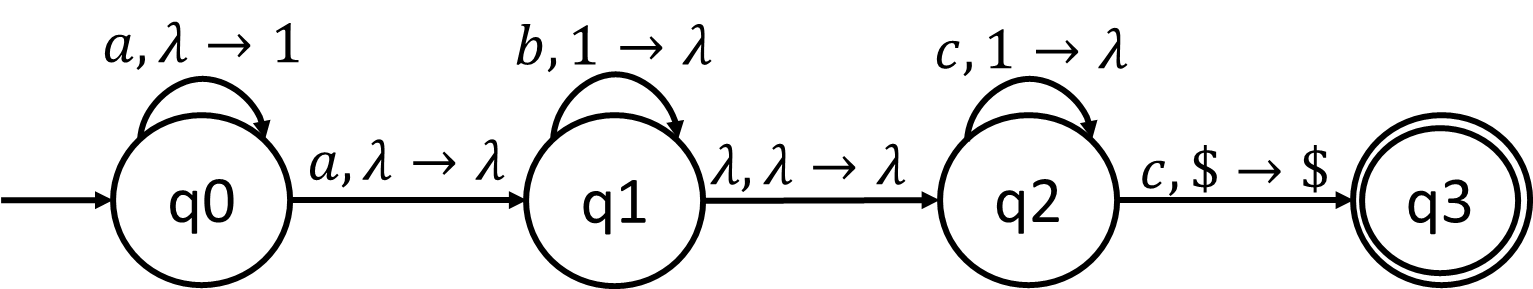 a, λ → 1
b, 1 → λ
c, 1 → λ
a, λ → λ
λ, λ → λ
c, $ → $
q0
q1
q2
q3